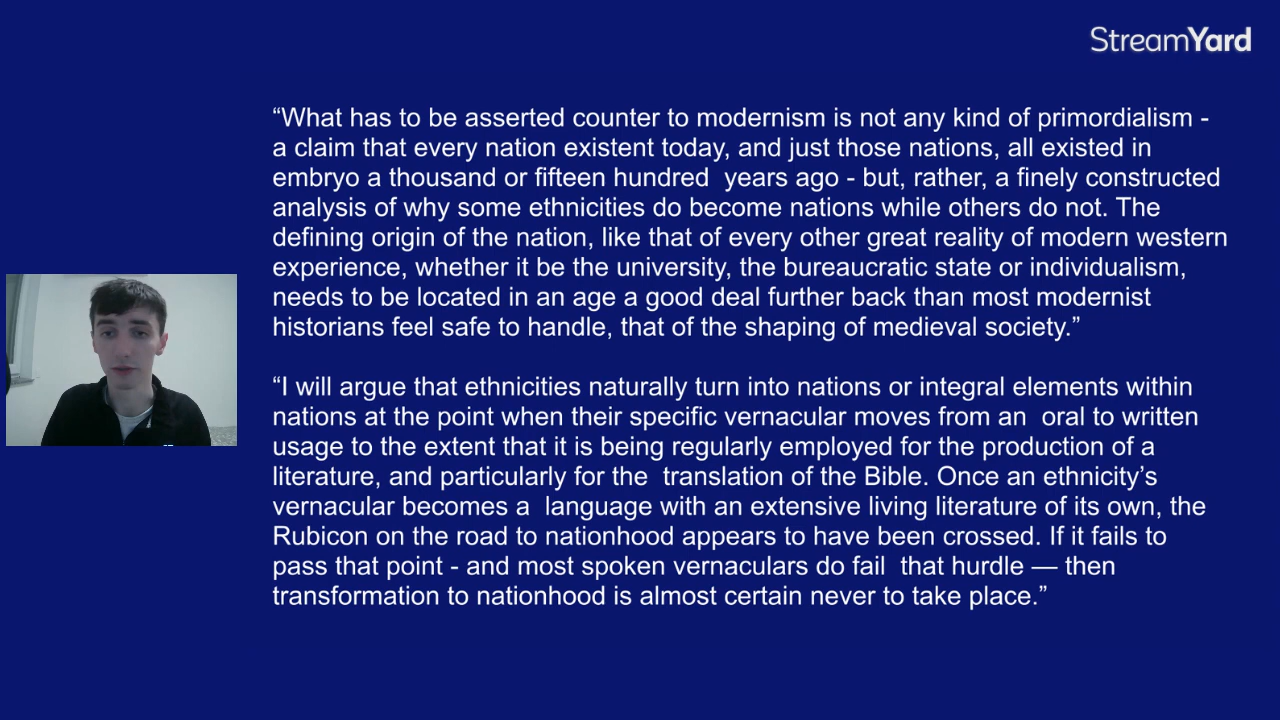 StreamYard
“What has to be asserted counter to modernism is not any kind of primordialism -
a claim that every nation existent today, and just those nations, all existed in
embryo a thousand or fifteen hundred  years ago - but, rather, a finely constructed
analysis of why some ethnicities do become nations while others do not. The
defining origin of the nation, like that of every other great reality of modern western
experience, whether it be the university, the bureaucratic state or individualism,
needs to be located in an age a good deal further back than most modernist
historians feel safe to handle, that of the shaping of medieval society.”
“I will argue that ethnicities naturally turn into nations or integral elements within
nations at the point when their specific vernacular moves from an  oral to written
usage to the extent that it is being regularly employed for the production of a
literature, and particularly for the  translation of the Bible. Once an ethnicity’s
vernacular becomes a  language with an extensive living literature of its own, the
Rubicon on the road to nationhood appears to have been crossed. If it fails to
pass that point - and most spoken vernaculars do fail  that hurdle — then
transformation to nationhood is almost certain never to take place.”